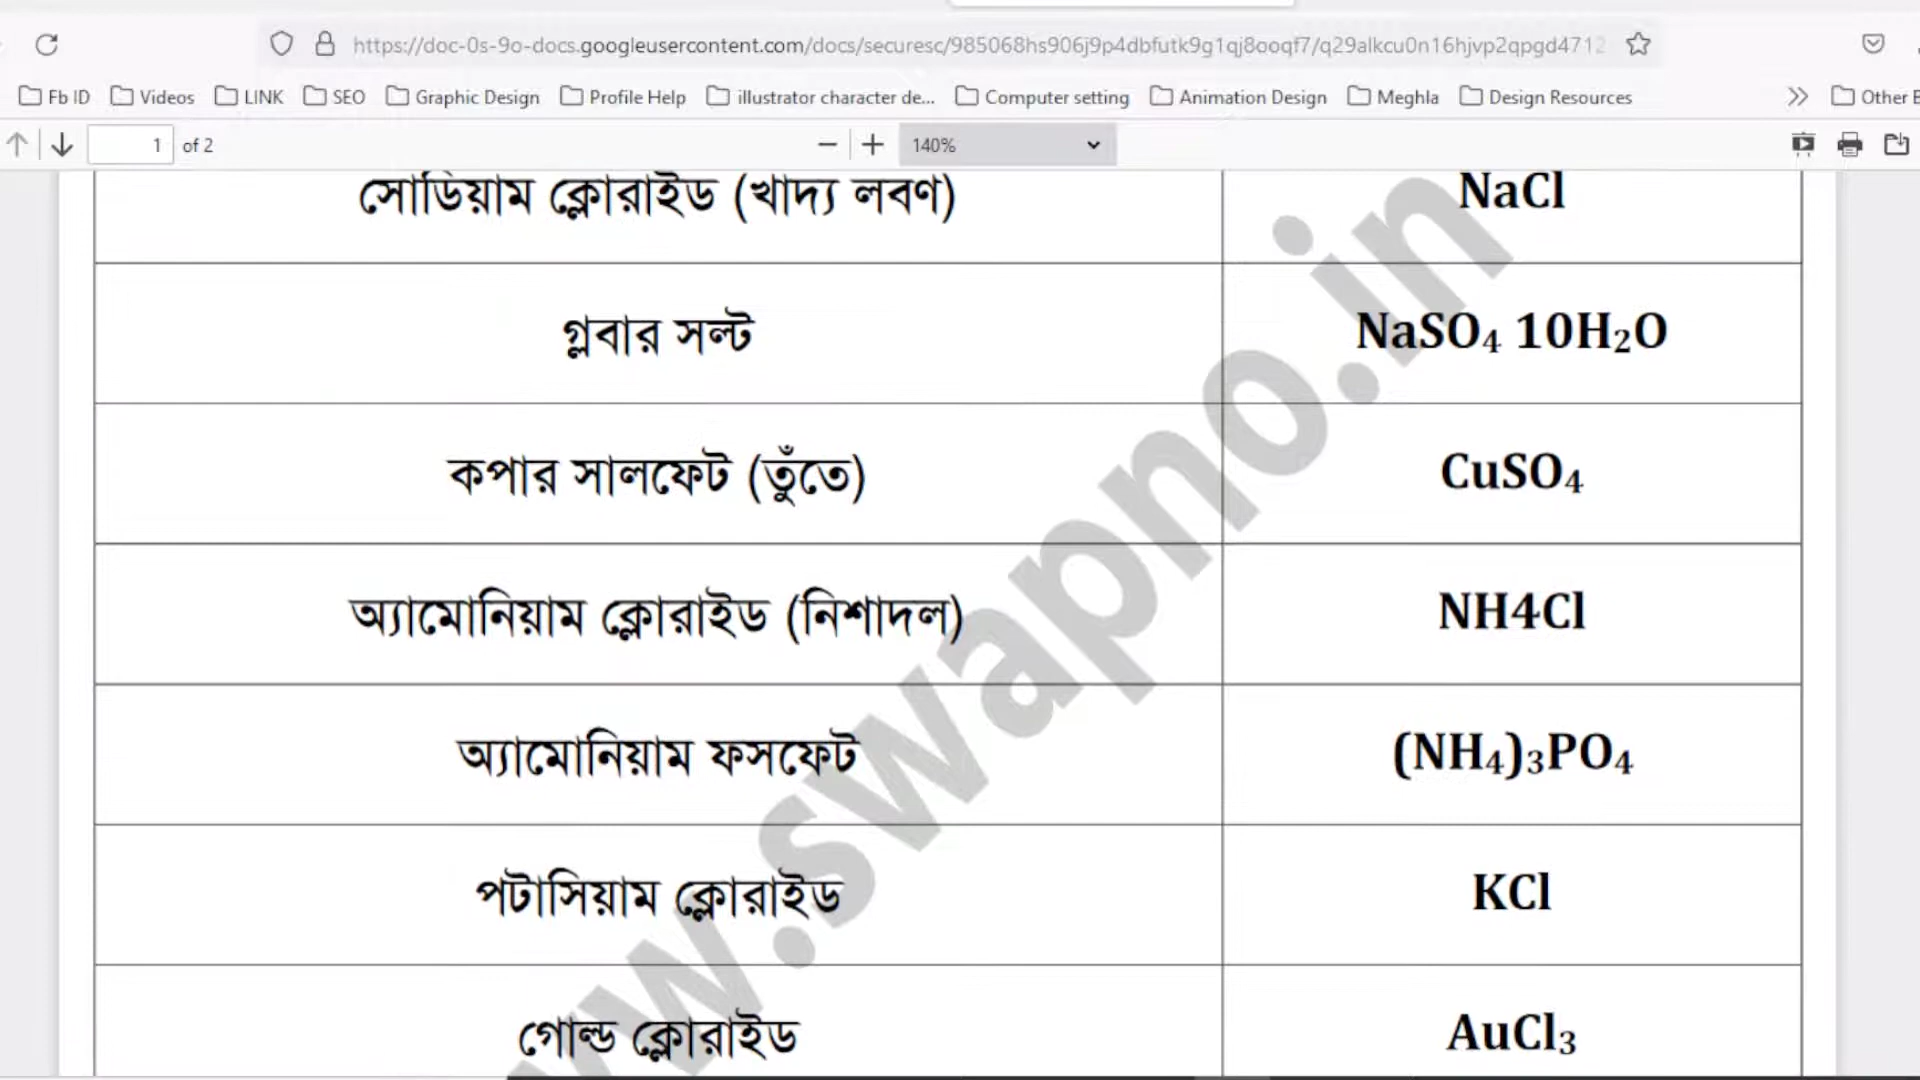 https://doc-0s-9o-docs.googleusercontent.com/docs/securesc/985068hs906j9p4dbfutk9g1qj8ooqf7/q29alkcu0n16hjvp2qpgd4712
Fb ID Videos LINK SEO Graphic Design Profile Help illustrator character de... Computer setting Animation Design Meghla Design Resources Other
1 of 2 140%
সোডিয়াম ক্লোরাইড (খাদ্য লবণ) NaCl
গ্লবার সল্ট NaSO₄ 10H₂O
কপার সালফেট (তুঁতে) CuSO₄
অ্যামোনিয়াম ক্লোরাইড (নিশাদল) NH4Cl
অ্যামোনিয়াম ফসফেট (NH₄)₃PO₄
পটাসিয়াম ক্লোরাইড KCl
গোল্ড ক্লোরাইড AuCl₃
w.swapno.in